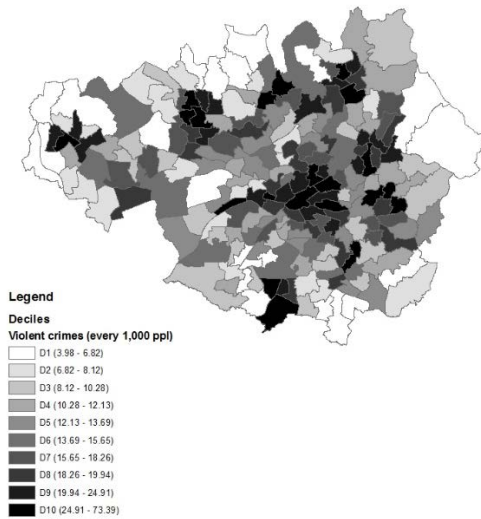 Legend
Deciles
Violent crimes (every 1,000 ppl)
D1 (3.98 - 6.82)
D2 (6.82 - 8.12)
D3 (8.12 - 10.28)
D4 (10.28 - 12.13)
D5 (12.13 - 13.69)
D6 (13.69 - 15.65)
D7 (15.65 - 18.26)
D8 (18.26 - 19.94)
D9 (19.94 - 24.91)
D10 (24.91 - 73.39)